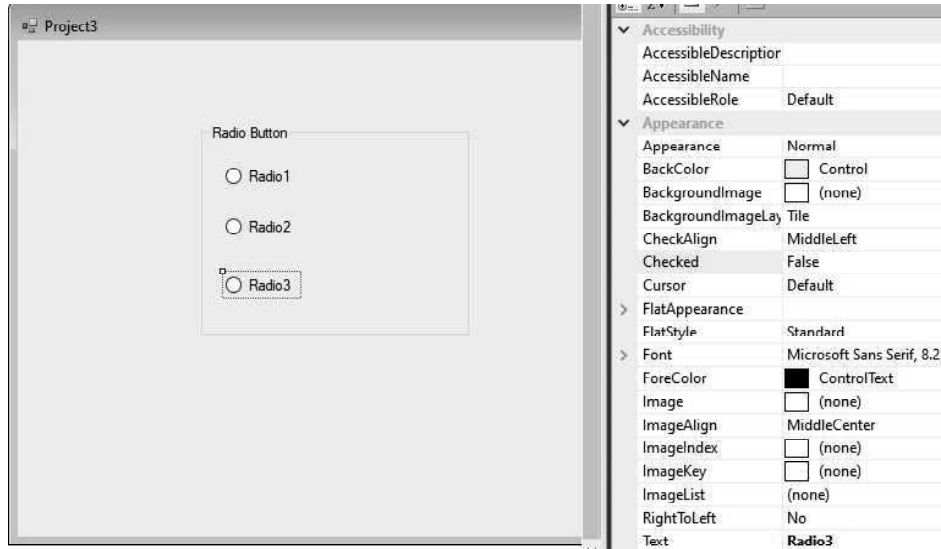 Project3
Radio Button
Radio1
Radio2
Radio3
Accessibility
AccessibleDescription
AccessibleName
AccessibleRole Default
Appearance
Appearance Normal
BackColor Control
BackgroundImage (none)
BackgroundImageLay Tile
CheckAlign MiddleLeft
Checked False
Cursor Default
FlatAppearance
FlatStyle Standard
Font Microsoft Sans Serif, 8.2
ForeColor ControlText
Image (none)
ImageAlign MiddleCenter
ImageIndex (none)
ImageKey (none)
ImageList (none)
RightToLeft No
Text Radio3